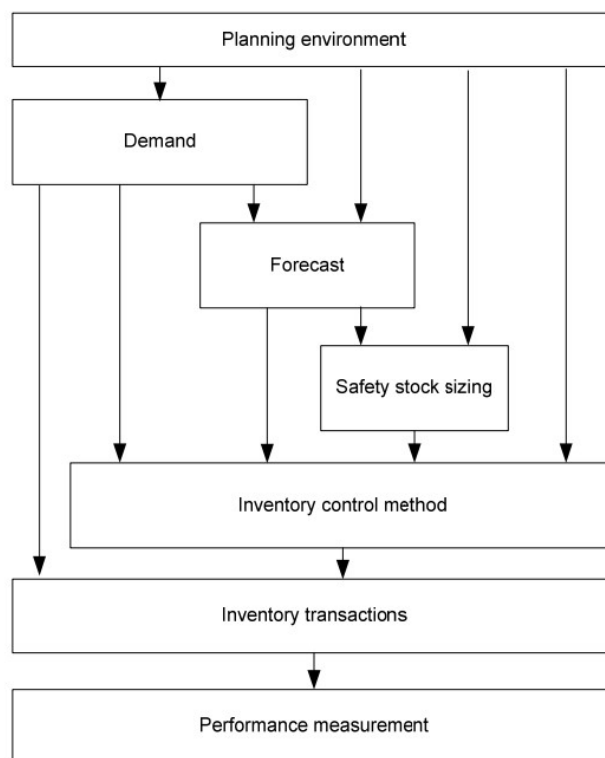 Planning environment
Demand
Forecast
Safety stock sizing
Inventory control method
Inventory transactions
Performance measurement